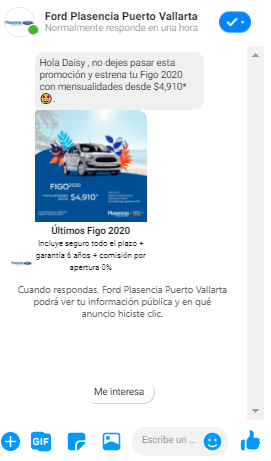 Ford Plasencia Puerto Vallarta
Normalmente responde en una hora
Hola Daisy , no dejes pasar esta
promoción y estrena tu Figo 2020
con mensualidades desde $4,910*
🤩.
FIGO2020
$4,910*
Plasencia
Últimos Figo 2020
Incluye seguro todo el plazo +
garantía 6 años + comisión por
apertura 0%
Cuando respondas, Ford Plasencia Puerto Vallarta
podrá ver tu información pública y en qué
anuncio hiciste clic.
Me interesa
GIF
Escribe un ...